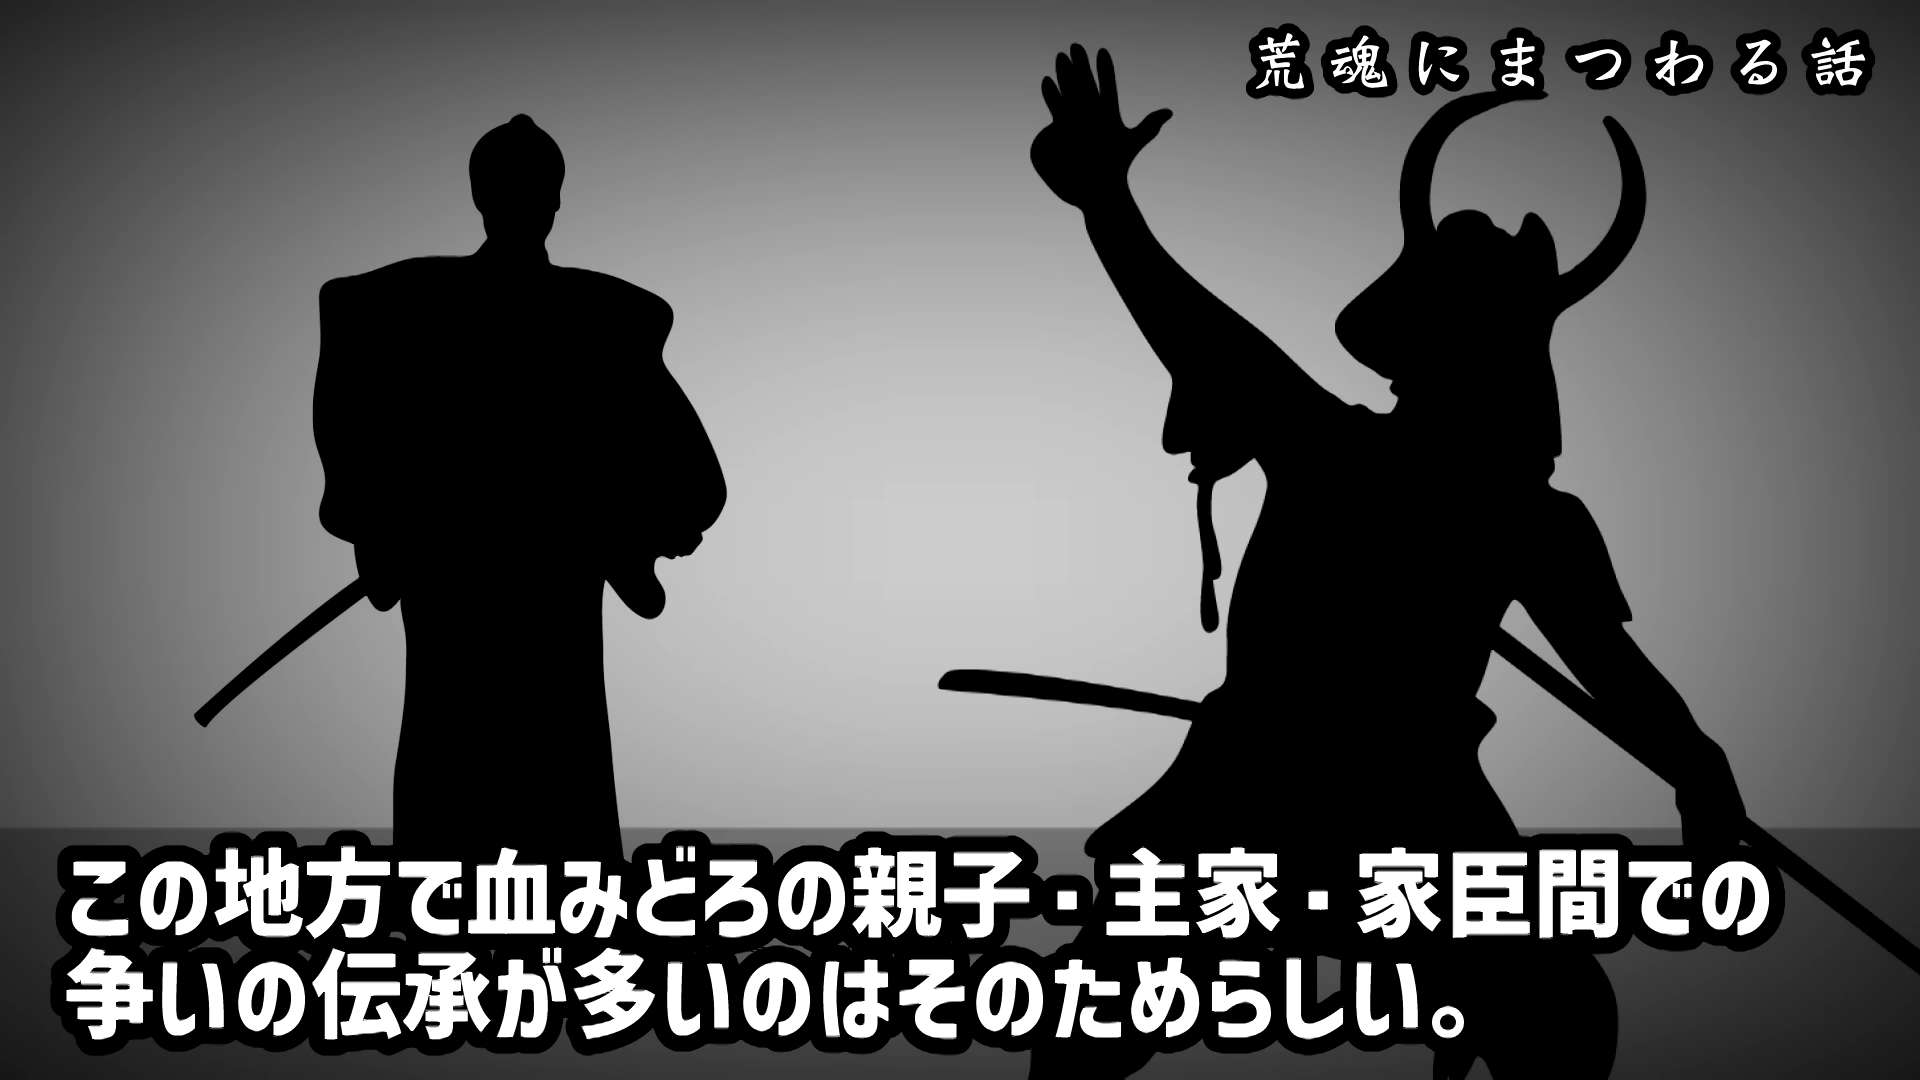 荒魂にまつわる話
この地方で血みどろの親子・主家・家臣間での
争いの伝承が多いのはそのためらしい。